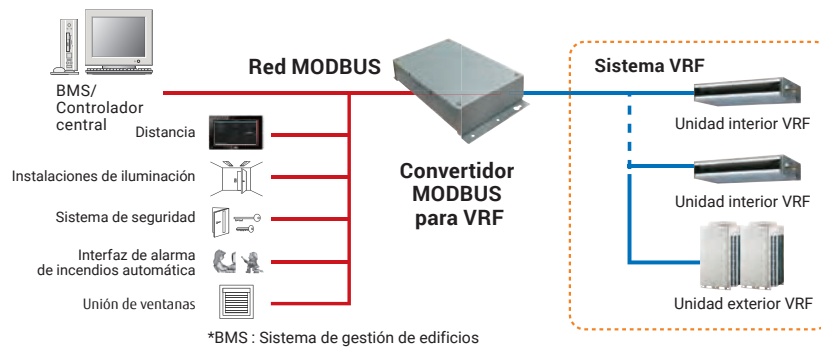 Red MODBUS
Sistema VRF
BMS/
Controlador
central
Distancia
Instalaciones de iluminación
Sistema de seguridad
Interfaz de alarma
de incendios automática
Unión de ventanas
Convertidor
MODBUS
para VRF
Unidad interior VRF
Unidad interior VRF
Unidad exterior VRF
*BMS : Sistema de gestión de edificios